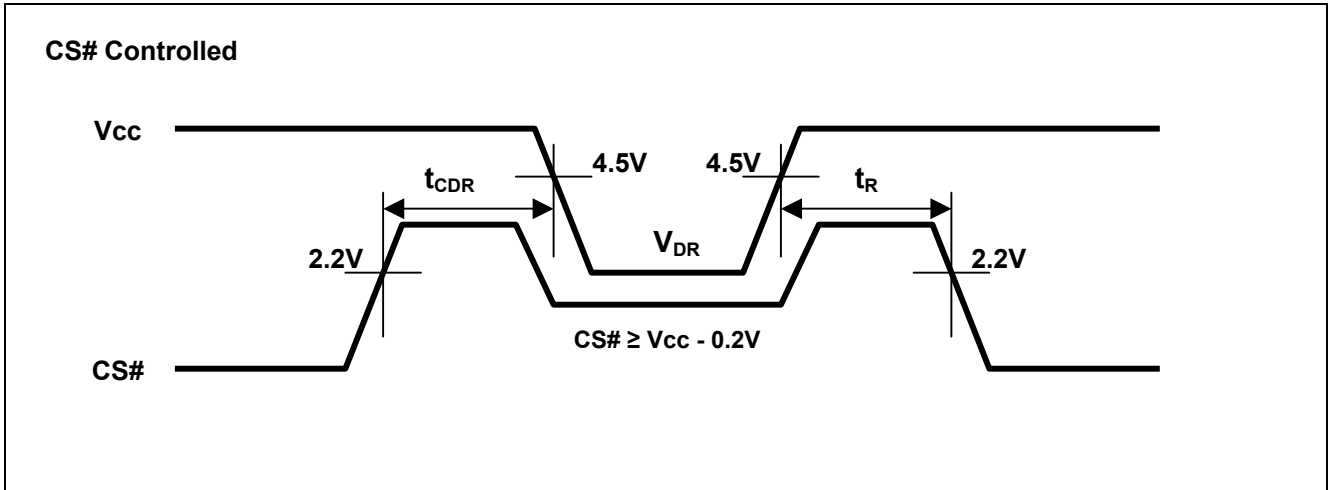 CS# Controlled
Vcc
4.5V
4.5V
tCDR
tR
VDR
2.2V
2.2V
CS# ≥ Vcc - 0.2V
CS#